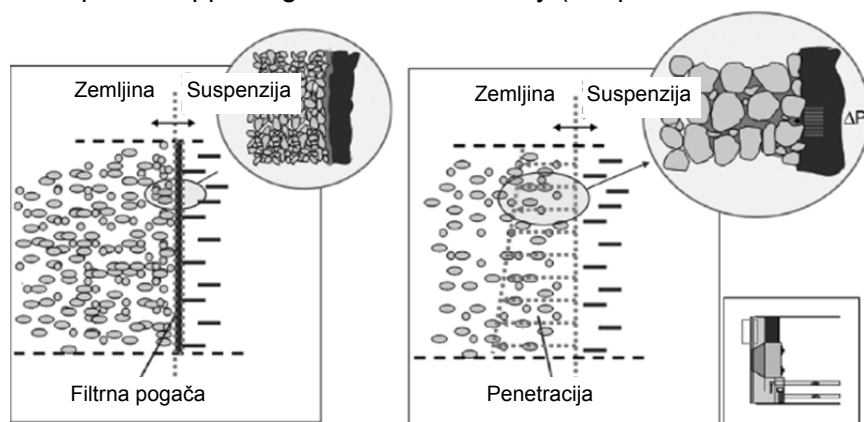 Zemljina Suspenzija
Zemljina Suspenzija
ΔP
Filtrna pogača
Penetracija